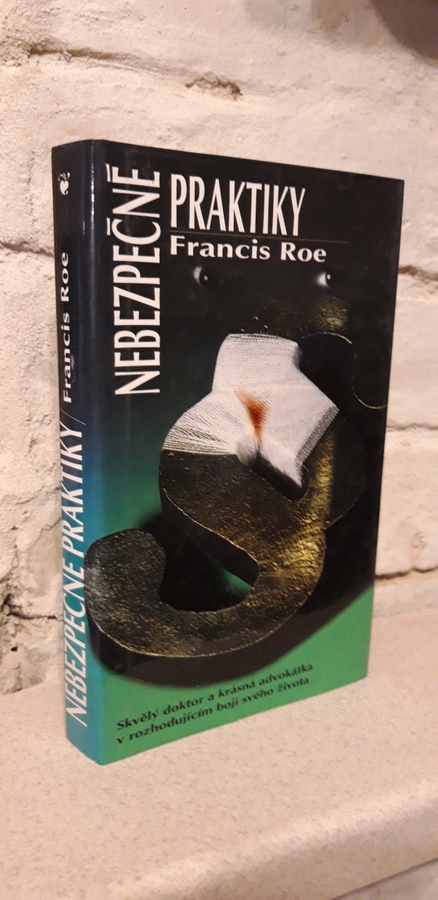 NEBEZPEČNÉ PRAKTIKY / Francis Roe
NEBEZPEČNÉ
PRAKTIKY
Francis Roe
Skvělý doktor a krásná advokátka
v rozhodujícím boji svého života